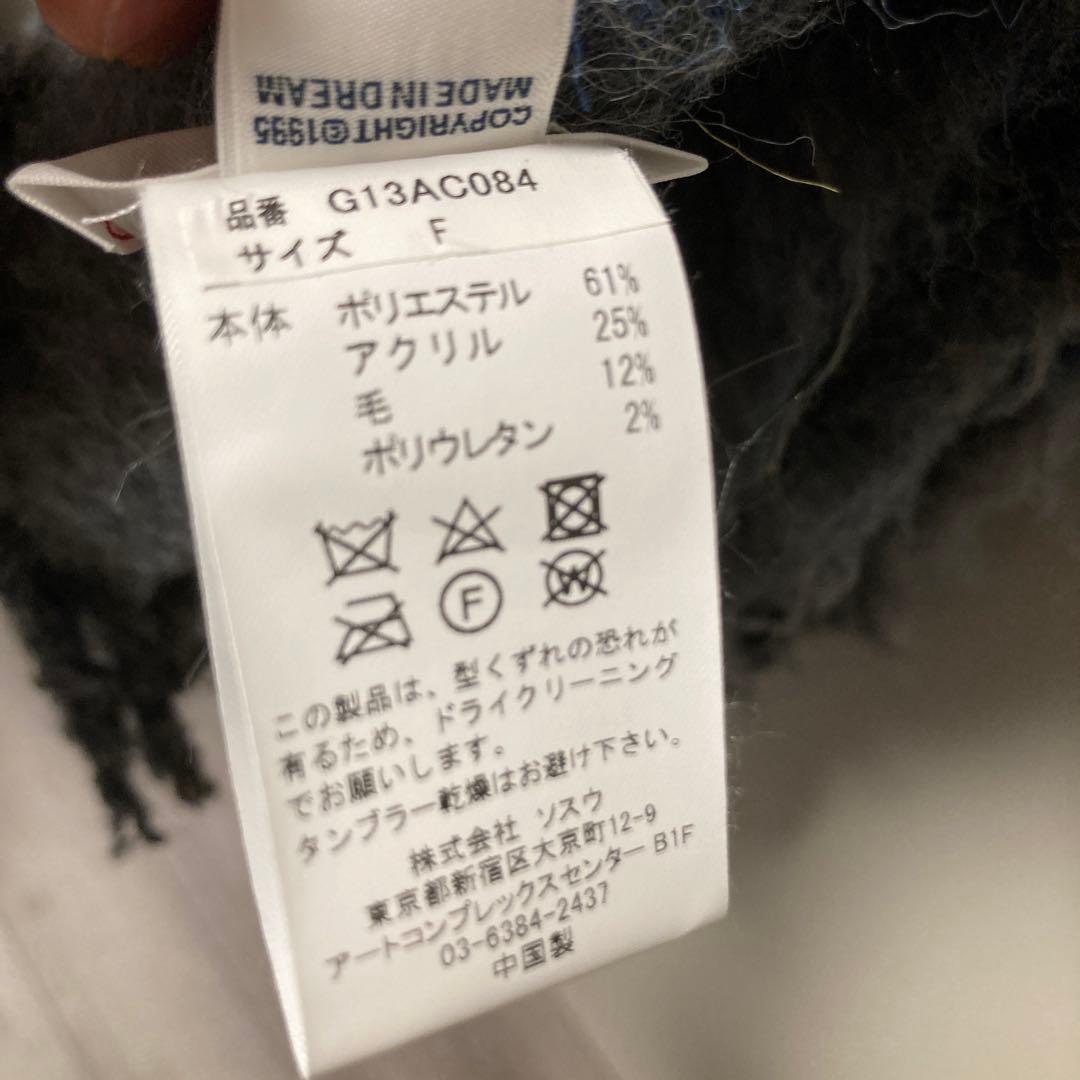 COPYRIGHT©1995
MADE IN DREAM
品番 G13AC084
サイズ F
本体 ポリエステル 61%
アクリル 25%
毛 12%
ポリウレタン 2%
F W
この製品は、型くずれの恐れが
有るため、ドライクリーニング
でお願いします。
タンブラー乾燥はお避け下さい。
株式会社 ソスウ
東京都新宿区大京町12-9
アートコンプレックスセンター B1F
03-6384-2437
中国製